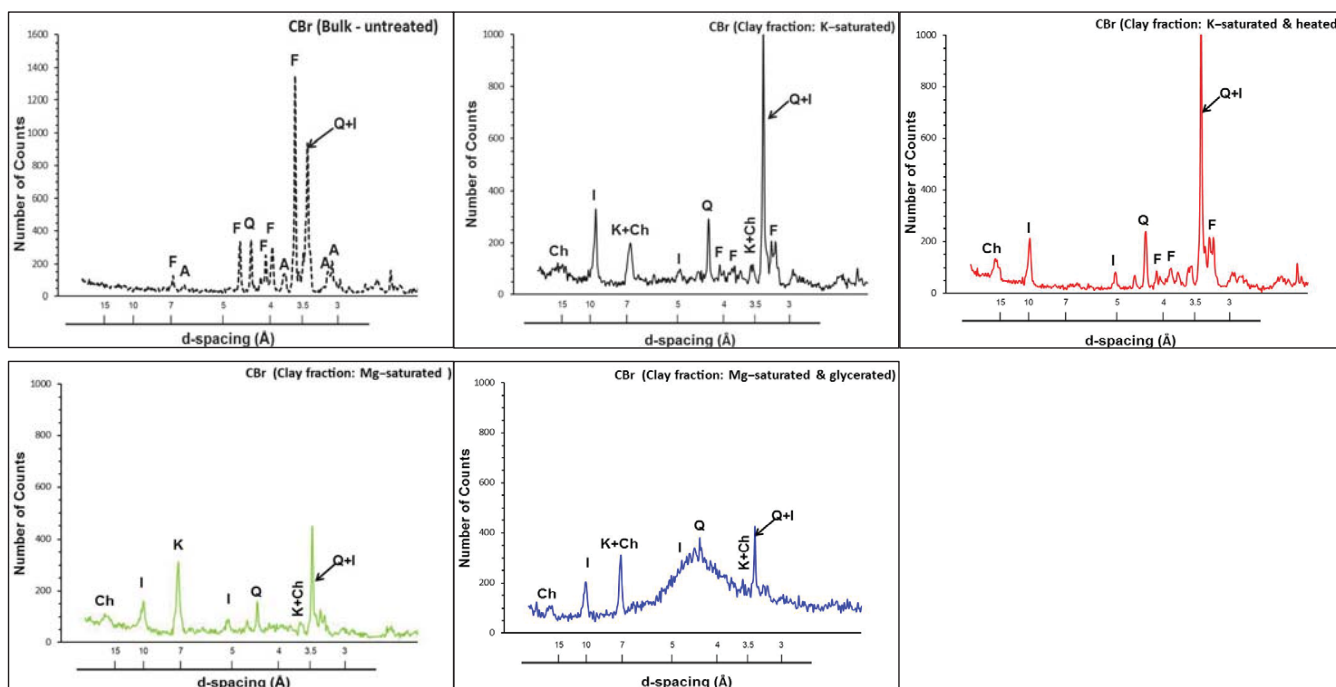 CBr (Bulk - untreated)
Number of Counts
1600
1400
1200
1000
800
600
400
200
0
F
A
F
Q
F
F
A
F
Q+I
A
A
15 10 7 5 4 3.5 3
d-spacing (Å)
CBr (Clay fraction: K–saturated)
Number of Counts
1000
800
600
400
200
0
Ch
I
K+Ch
I
Q
F
F
K+Ch
Q+I
F
15 10 7 5 4 3.5 3
d-spacing (Å)
CBr (Clay fraction: K–saturated & heated
Number of Counts
1000
800
600
400
200
0
Ch
I
I
Q
F
F
Q+I
F
15 10 7 5 4 3.5 3
d-spacing (Å)
CBr (Clay fraction: Mg–saturated )
Number of Counts
1000
800
600
400
200
0
Ch
I
K
I
Q
K+Ch
Q+I
15 10 7 5 4 3.5 3
d-spacing (Å)
CBr (Clay fraction: Mg–saturated & glycerated)
Number of Counts
1000
900
800
700
600
500
400
300
200
100
0
Ch
I
K+Ch
I
Q
K+Ch
Q+I
15 10 7 5 4 3.5 3
d-spacing (Å)